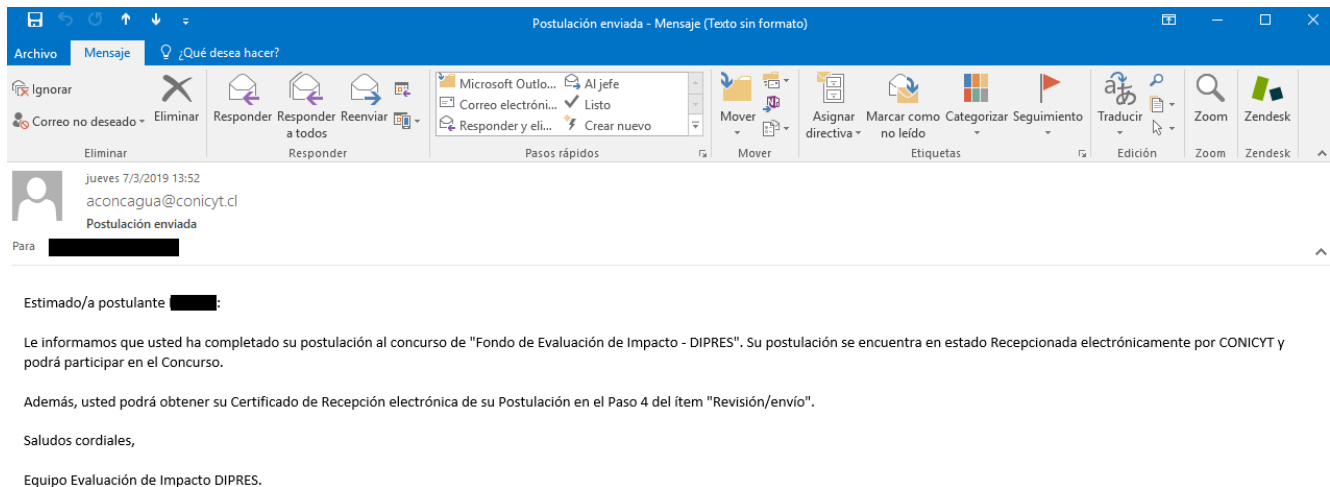 Postulación enviada - Mensaje (Texto sin formato)
Archivo Mensaje ¿Qué desea hacer?
Ignorar
Correo no deseado
Eliminar
Eliminar
Responder
Responder a todos
Reenviar
Responder
Microsoft Outlo...
Al jefe
Correo electróni...
Listo
Responder y eli...
Crear nuevo
Pasos rápidos
Mover
Mover
Asignar directiva
Marcar como no leído
Categorizar
Seguimiento
Etiquetas
Traducir
Edición
Zoom
Zoom
Zendesk
Zendesk
jueves 7/3/2019 13:52
aconcagua@conicyt.cl
Postulación enviada
Para
Estimado/a postulante :
Le informamos que usted ha completado su postulación al concurso de "Fondo de Evaluación de Impacto - DIPRES". Su postulación se encuentra en estado Recepcionada electrónicamente por CONICYT y
podrá participar en el Concurso.
Además, usted podrá obtener su Certificado de Recepción electrónica de su Postulación en el Paso 4 del ítem "Revisión/envío".
Saludos cordiales,
Equipo Evaluación de Impacto DIPRES.